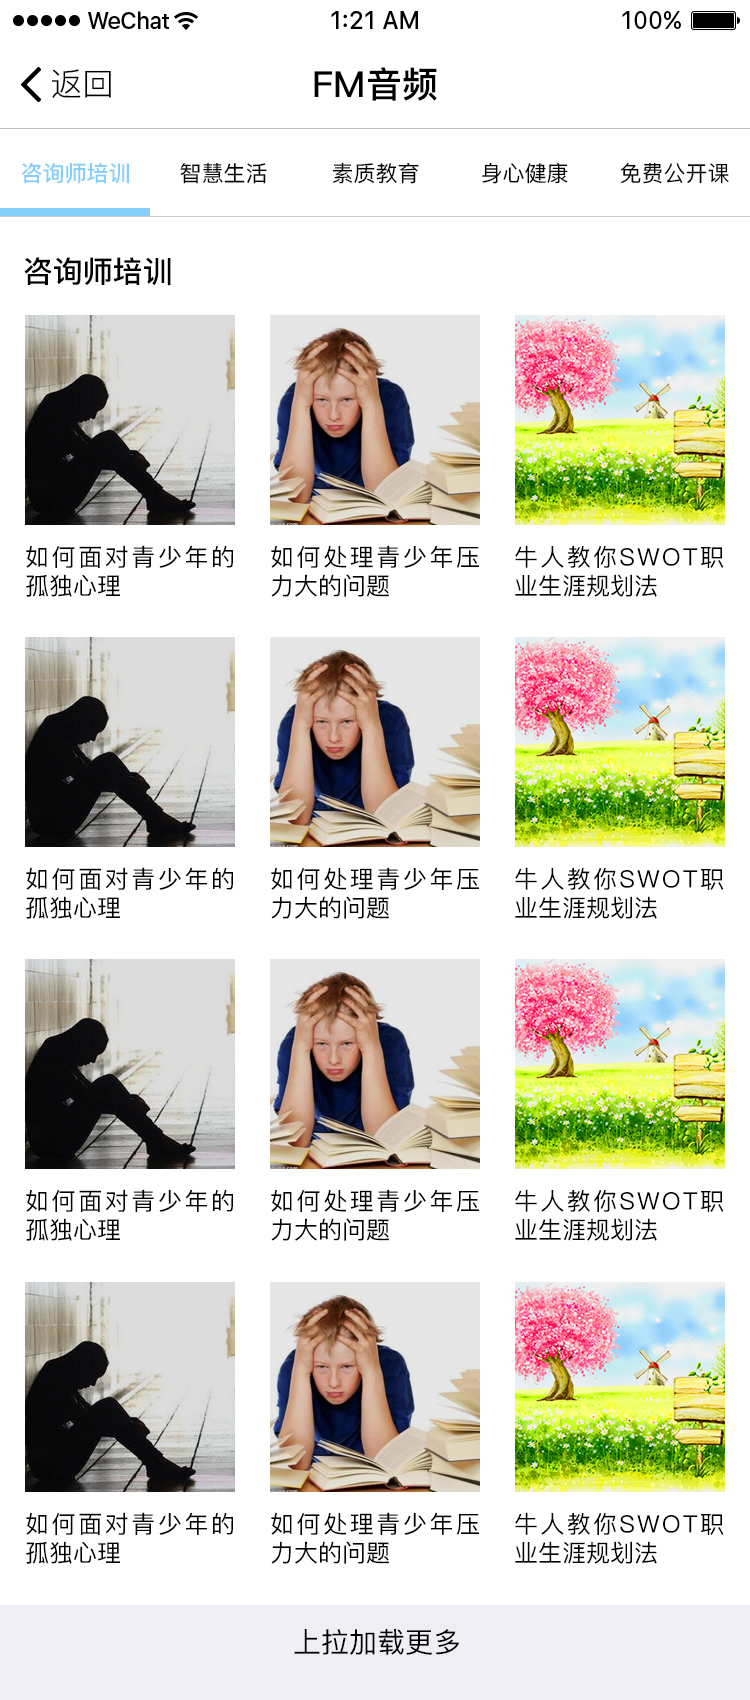 WeChat 1:21 AM 100%
返回 FM音频
咨询师培训 智慧生活 素质教育 身心健康 免费公开课
咨询师培训
如何面对青少年的
孤独心理
如何处理青少年压
力大的问题
牛人教你SWOT职
业生涯规划法
如何面对青少年的
孤独心理
如何处理青少年压
力大的问题
牛人教你SWOT职
业生涯规划法
如何面对青少年的
孤独心理
如何处理青少年压
力大的问题
牛人教你SWOT职
业生涯规划法
如何面对青少年的
孤独心理
如何处理青少年压
力大的问题
牛人教你SWOT职
业生涯规划法
上拉加载更多